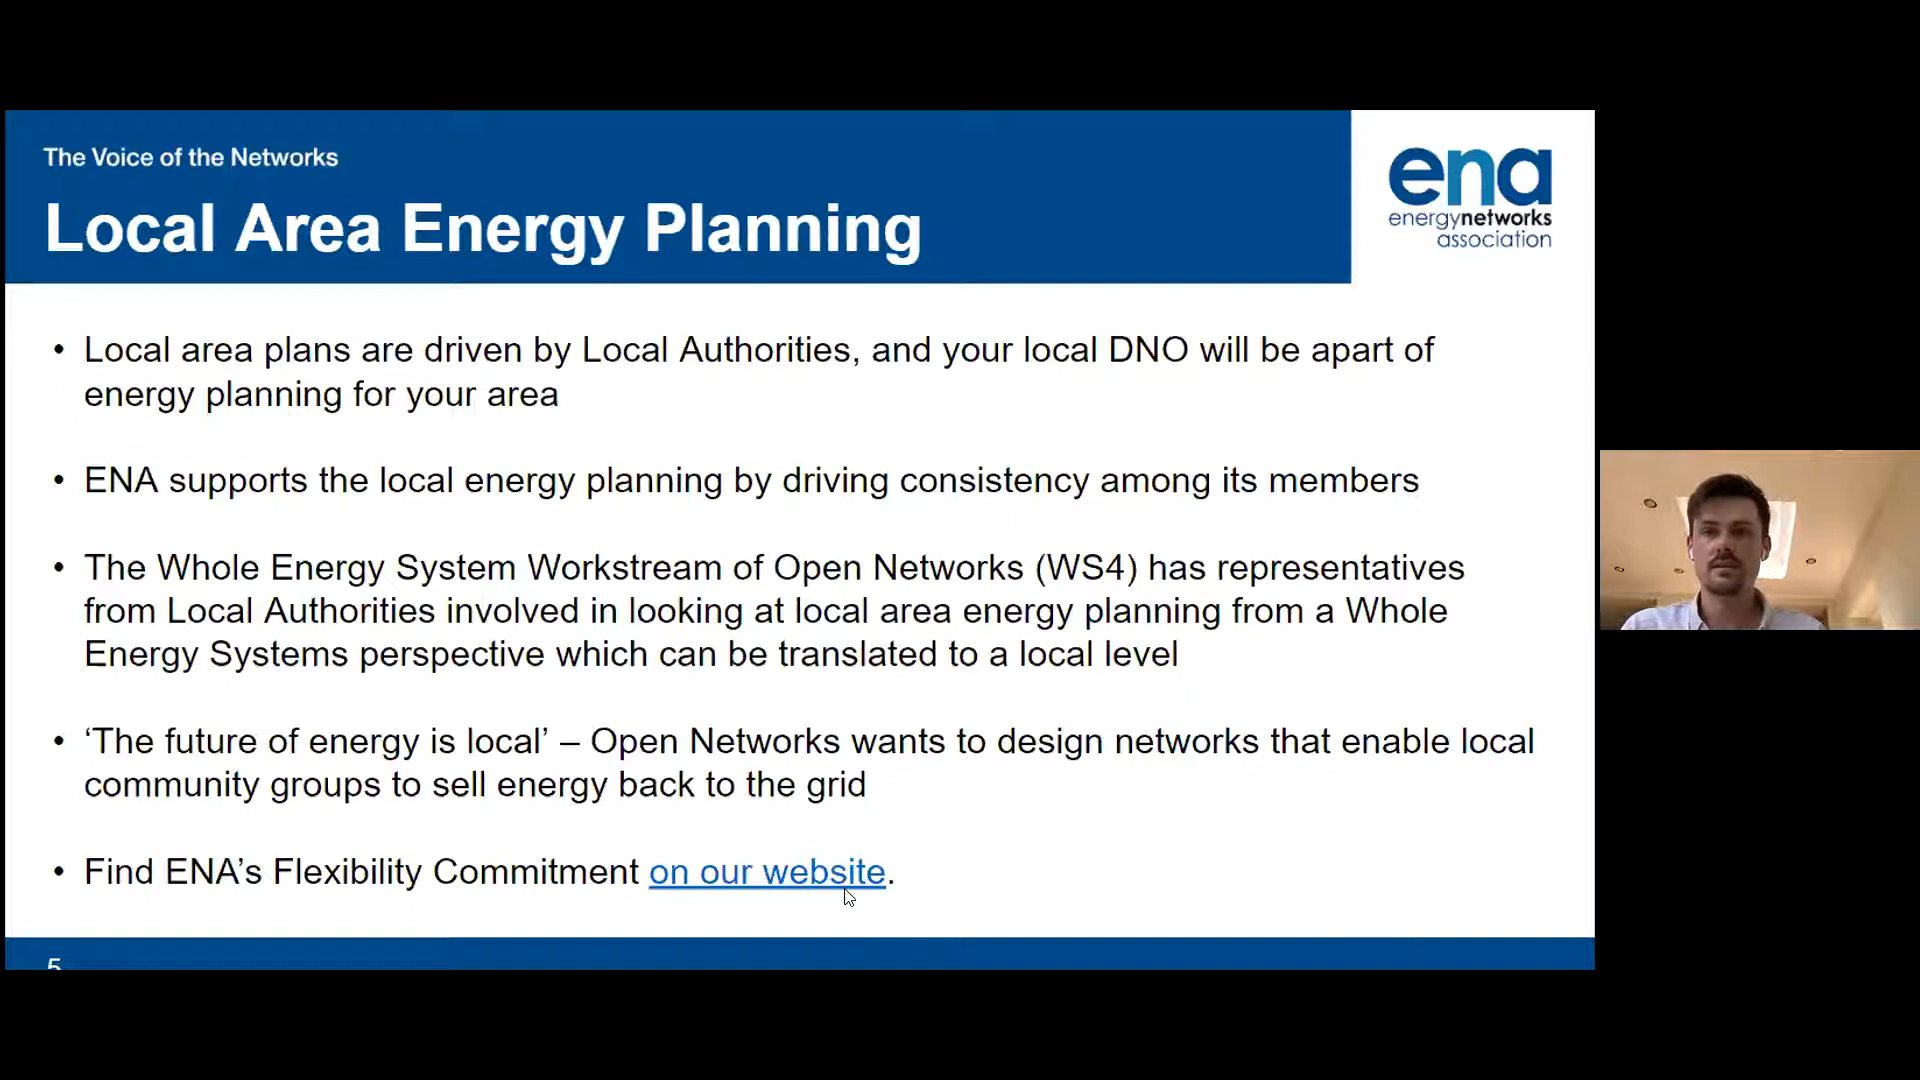 The Voice of the Networks
Local Area Energy Planning
ena
energynetworks
association
• Local area plans are driven by Local Authorities, and your local DNO will be apart of
energy planning for your area
• ENA supports the local energy planning by driving consistency among its members
• The Whole Energy System Workstream of Open Networks (WS4) has representatives
from Local Authorities involved in looking at local area energy planning from a Whole
Energy Systems perspective which can be translated to a local level
• ‘The future of energy is local’ – Open Networks wants to design networks that enable local
community groups to sell energy back to the grid
• Find ENA’s Flexibility Commitment on our website.
5